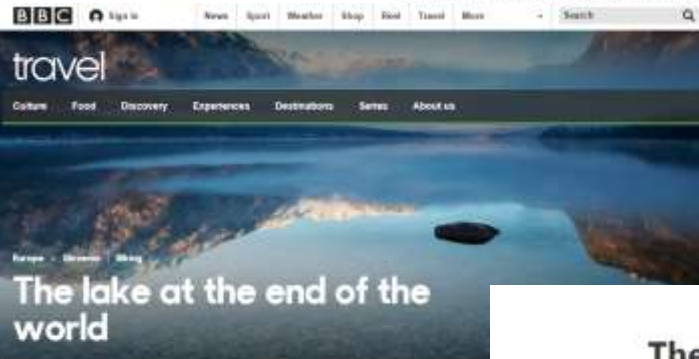 BBC Sign in News Sport Weather Shop Reel Travel More Search
travel
Culture Food Discovery Experiences Destinations Series About us
Europe Slovenia
The lake at the end of the
world
The